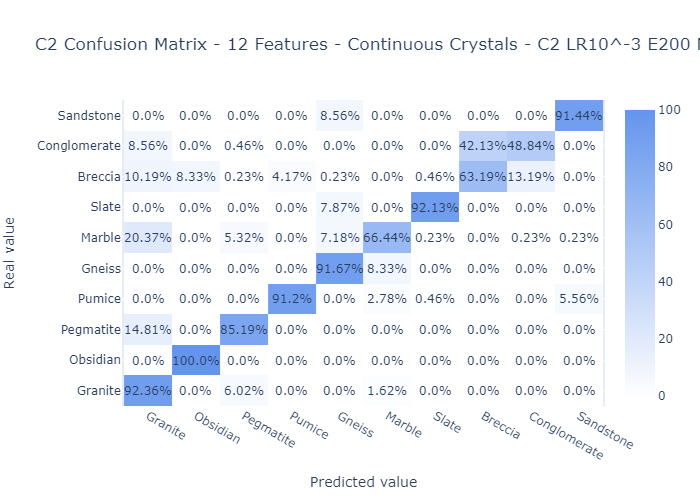 C2 Confusion Matrix - 12 Features - Continuous Crystals - C2 LR10^-3 E200
Sandstone 0.0% 0.0% 0.0% 0.0% 8.56% 0.0% 0.0% 0.0% 0.0% 91.44% 100
Conglomerate 8.56% 0.0% 0.46% 0.0% 0.0% 0.0% 0.0% 42.13% 48.84% 0.0%
80
Breccia 10.19% 8.33% 0.23% 4.17% 0.23% 0.0% 0.46% 63.19% 13.19% 0.0%
Slate 0.0% 0.0% 0.0% 0.0% 7.87% 0.0% 92.13% 0.0% 0.0% 0.0%
60
Marble 20.37% 0.0% 5.32% 0.0% 7.18% 66.44% 0.23% 0.0% 0.23% 0.23%
Real value
Gneiss 0.0% 0.0% 0.0% 0.0% 91.67% 8.33% 0.0% 0.0% 0.0% 0.0%
40
Pumice 0.0% 0.0% 0.0% 91.2% 0.0% 2.78% 0.46% 0.0% 0.0% 5.56%
Pegmatite 14.81% 0.0% 85.19% 0.0% 0.0% 0.0% 0.0% 0.0% 0.0% 0.0%
20
Obsidian 0.0% 100.0% 0.0% 0.0% 0.0% 0.0% 0.0% 0.0% 0.0% 0.0%
Granite 92.36% 0.0% 6.02% 0.0% 0.0% 1.62% 0.0% 0.0% 0.0% 0.0%
0
Granite Obsidian Pegmatite Pumice Gneiss Marble Slate Breccia Conglomerate Sandstone
Predicted value